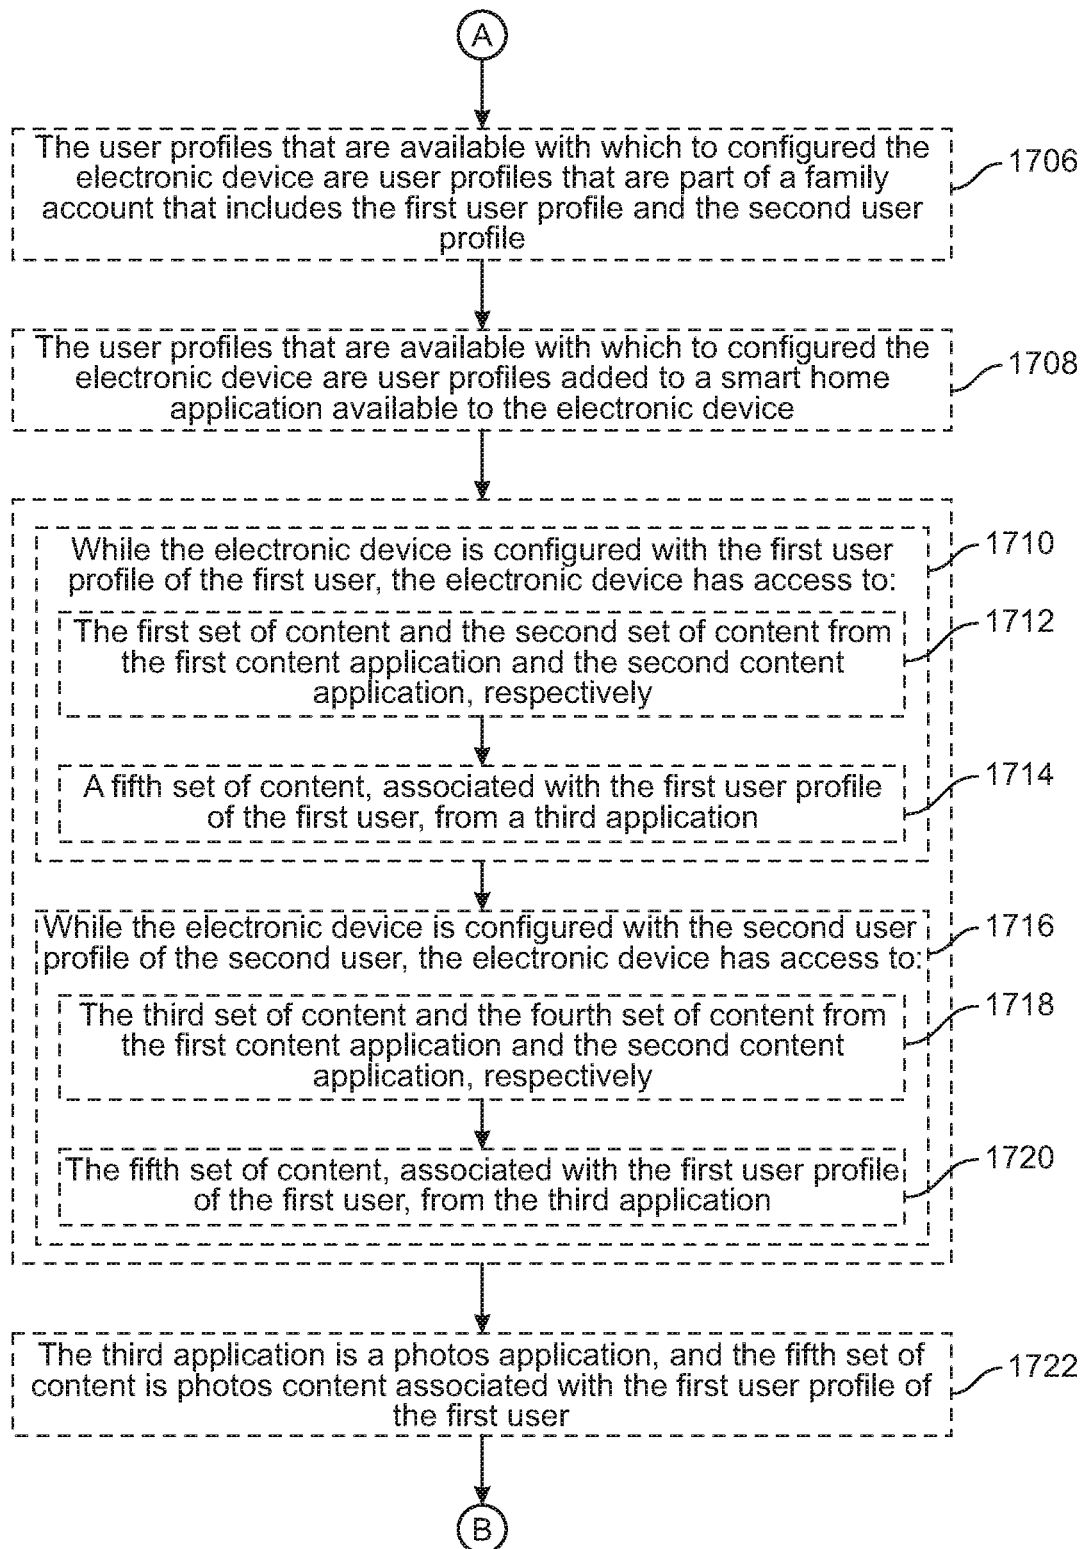 A
The user profiles that are available with which to configured the
electronic device are user profiles that are part of a family
account that includes the first user profile and the second user
profile
1706
The user profiles that are available with which to configured the
electronic device are user profiles added to a smart home
application available to the electronic device
1708
While the electronic device is configured with the first user
profile of the first user, the electronic device has access to:
1710
The first set of content and the second set of content from
the first content application and the second content
application, respectively
1712
A fifth set of content, associated with the first user profile
of the first user, from a third application
1714
While the electronic device is configured with the second user
profile of the second user, the electronic device has access to:
1716
The third set of content and the fourth set of content from
the first content application and the second content
application, respectively
1718
The fifth set of content, associated with the first user profile
of the first user, from the third application
1720
The third application is a photos application, and the fifth set of
content is photos content associated with the first user profile of
the first user
1722
B